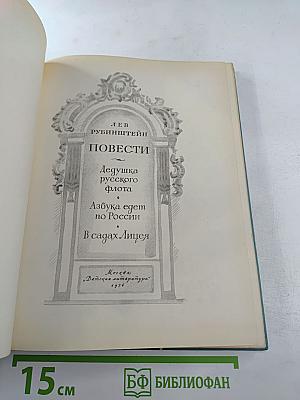 ЛЕВ
РУБИНШТЕЙН
ПОВЕСТИ
Дедушка
русского
флота
Азбука едет
по России
В садах Лицея
Москва
„Детская литература“
15 см
БФ БИБЛИОФАН